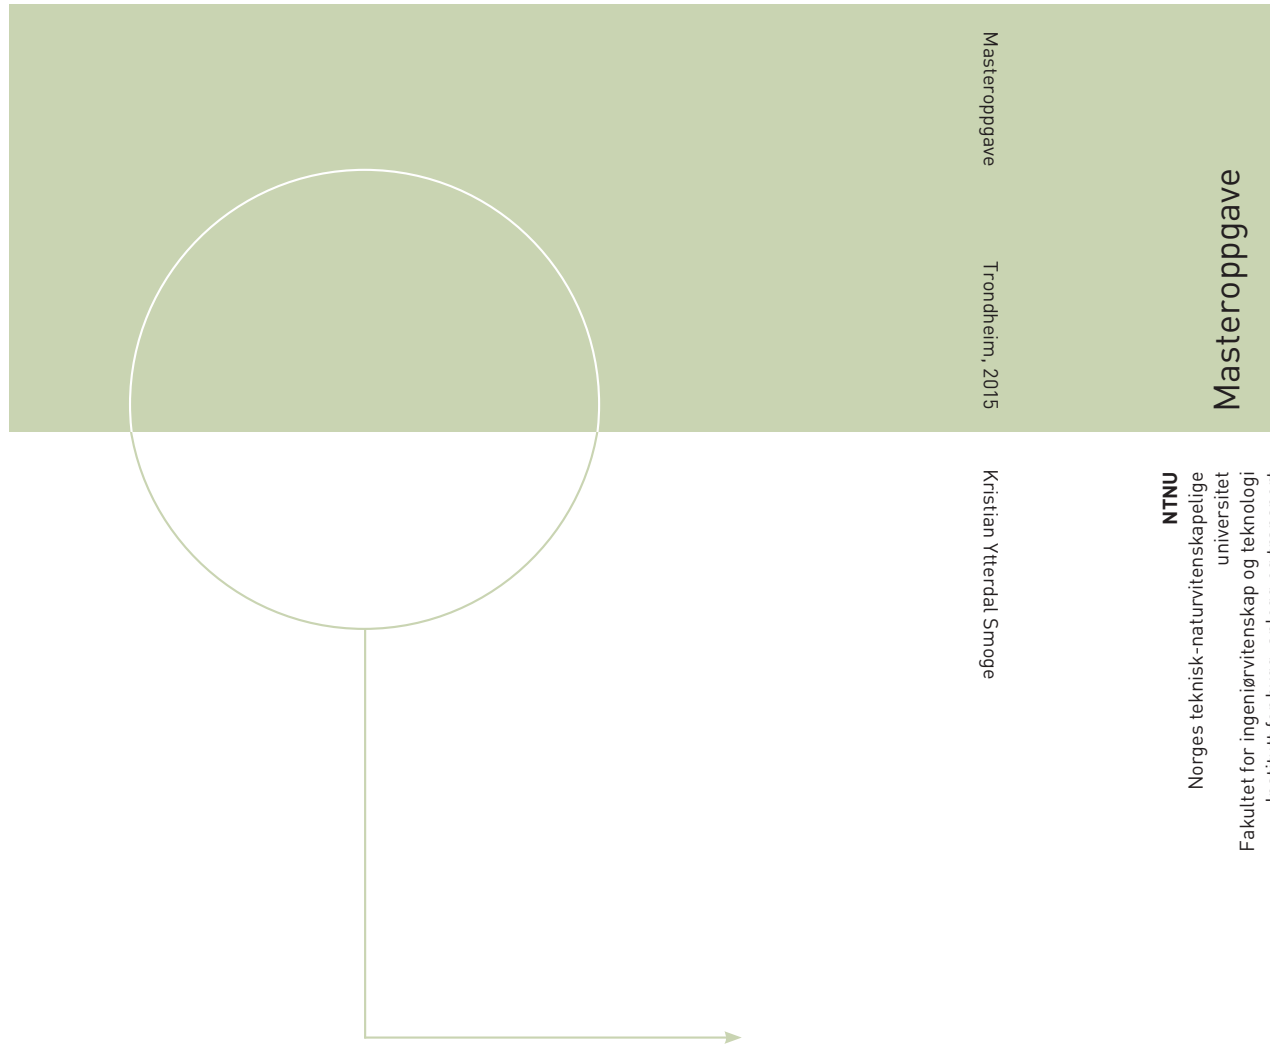 Masteroppgave
Trondheim, 2015
Kristian Ytterdal Smoge
Masteroppgave
NTNU
Norges teknisk-naturvitenskapelige
universitet
Fakultet for ingeniørvitenskap og teknologi